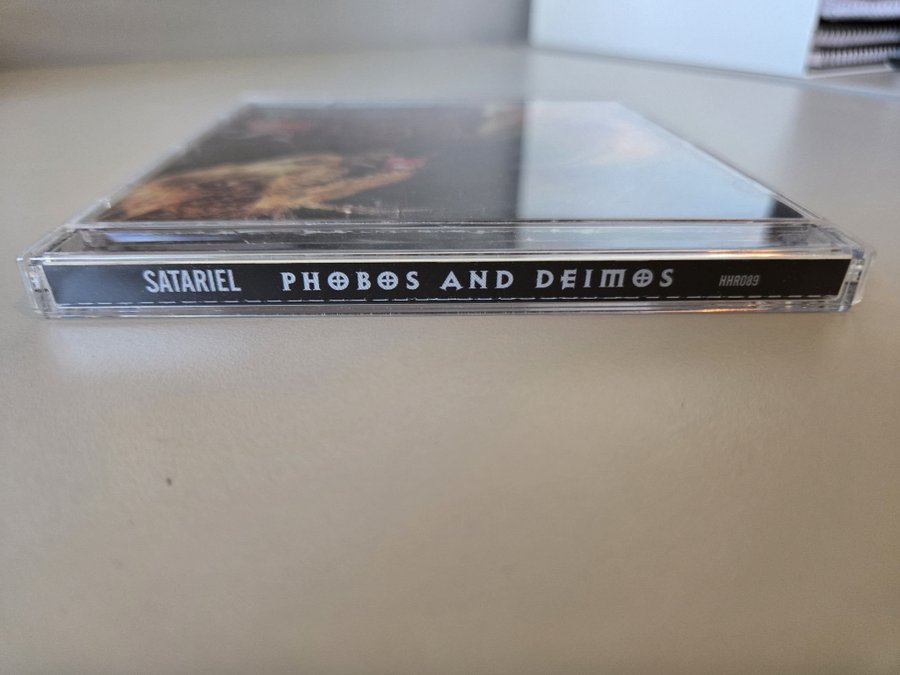 SATARIEL PHOBOS AND DEIMOS HHR089